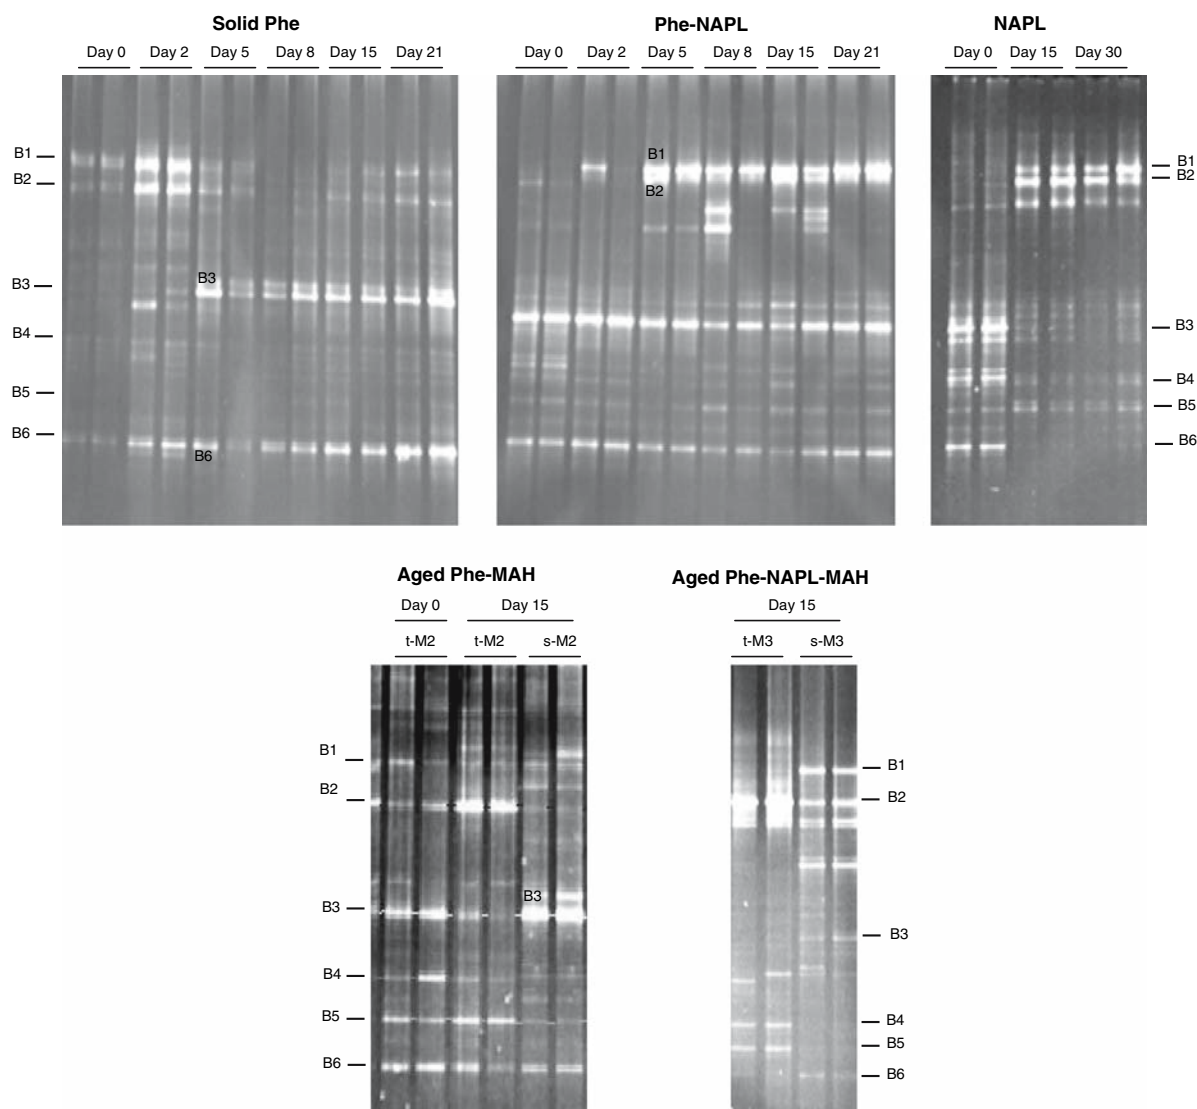 Solid Phe
Phe-NAPL
NAPL
Day 0 Day 2 Day 5 Day 8 Day 15 Day 21
Day 0 Day 2 Day 5 Day 8 Day 15 Day 21
Day 0 Day 15 Day 30
B1
B2
B3
B4
B5
B6
B3
B6
B1
B2
B1
B2
B3
B4
B5
B6
Aged Phe-MAH
Day 0 Day 15
t-M2 t-M2 s-M2
B1
B2
B3
B4
B5
B6
B3
Aged Phe-NAPL-MAH
Day 15
t-M3 s-M3
B1
B2
B3
B4
B5
B6